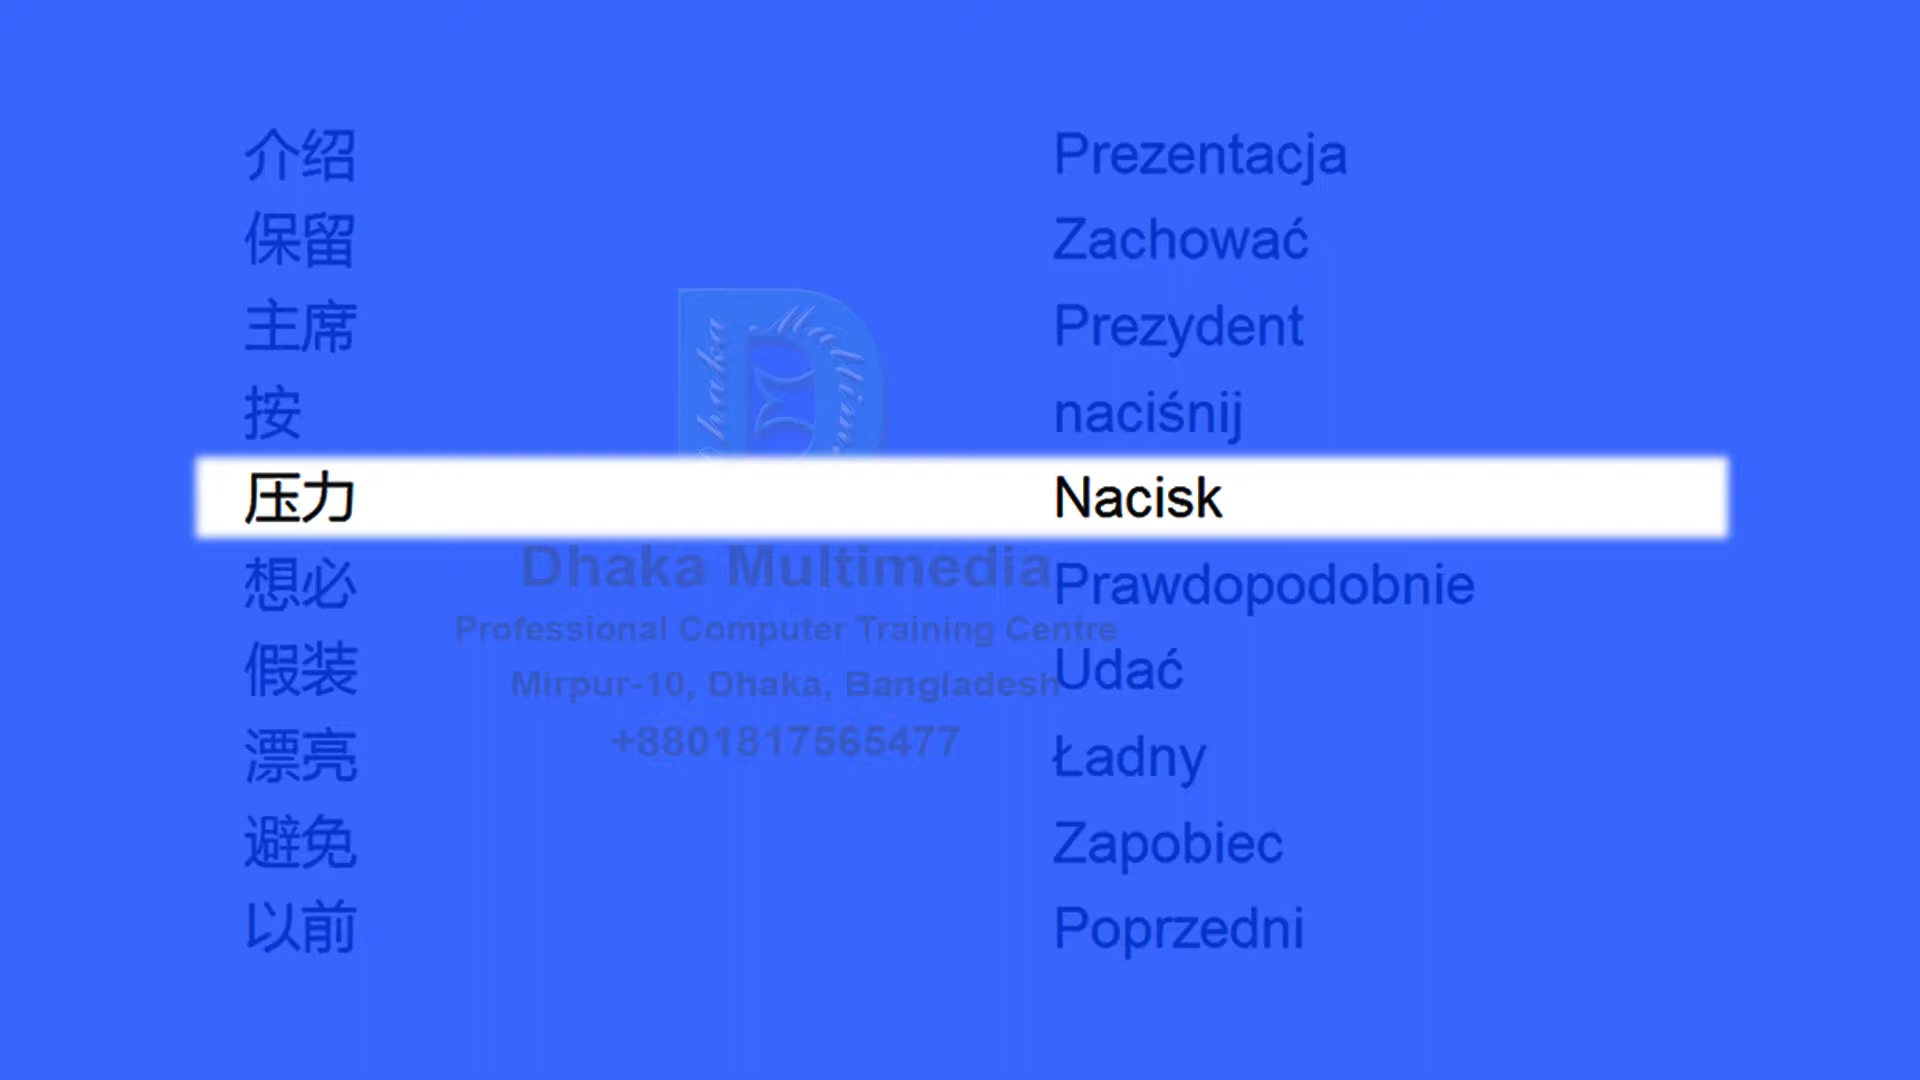 介绍 Prezentacja
保留 Zachować
主席 Prezydent
按 naciśnij
压力 Nacisk
想必 Prawdopodobnie
假装 Udać
漂亮 Ładny
避免 Zapobiec
以前 Poprzedni
Dhaka Multimedia
Professional Computer Training Centre
Mirpur-10, Dhaka, Bangladesh
+8801817565477